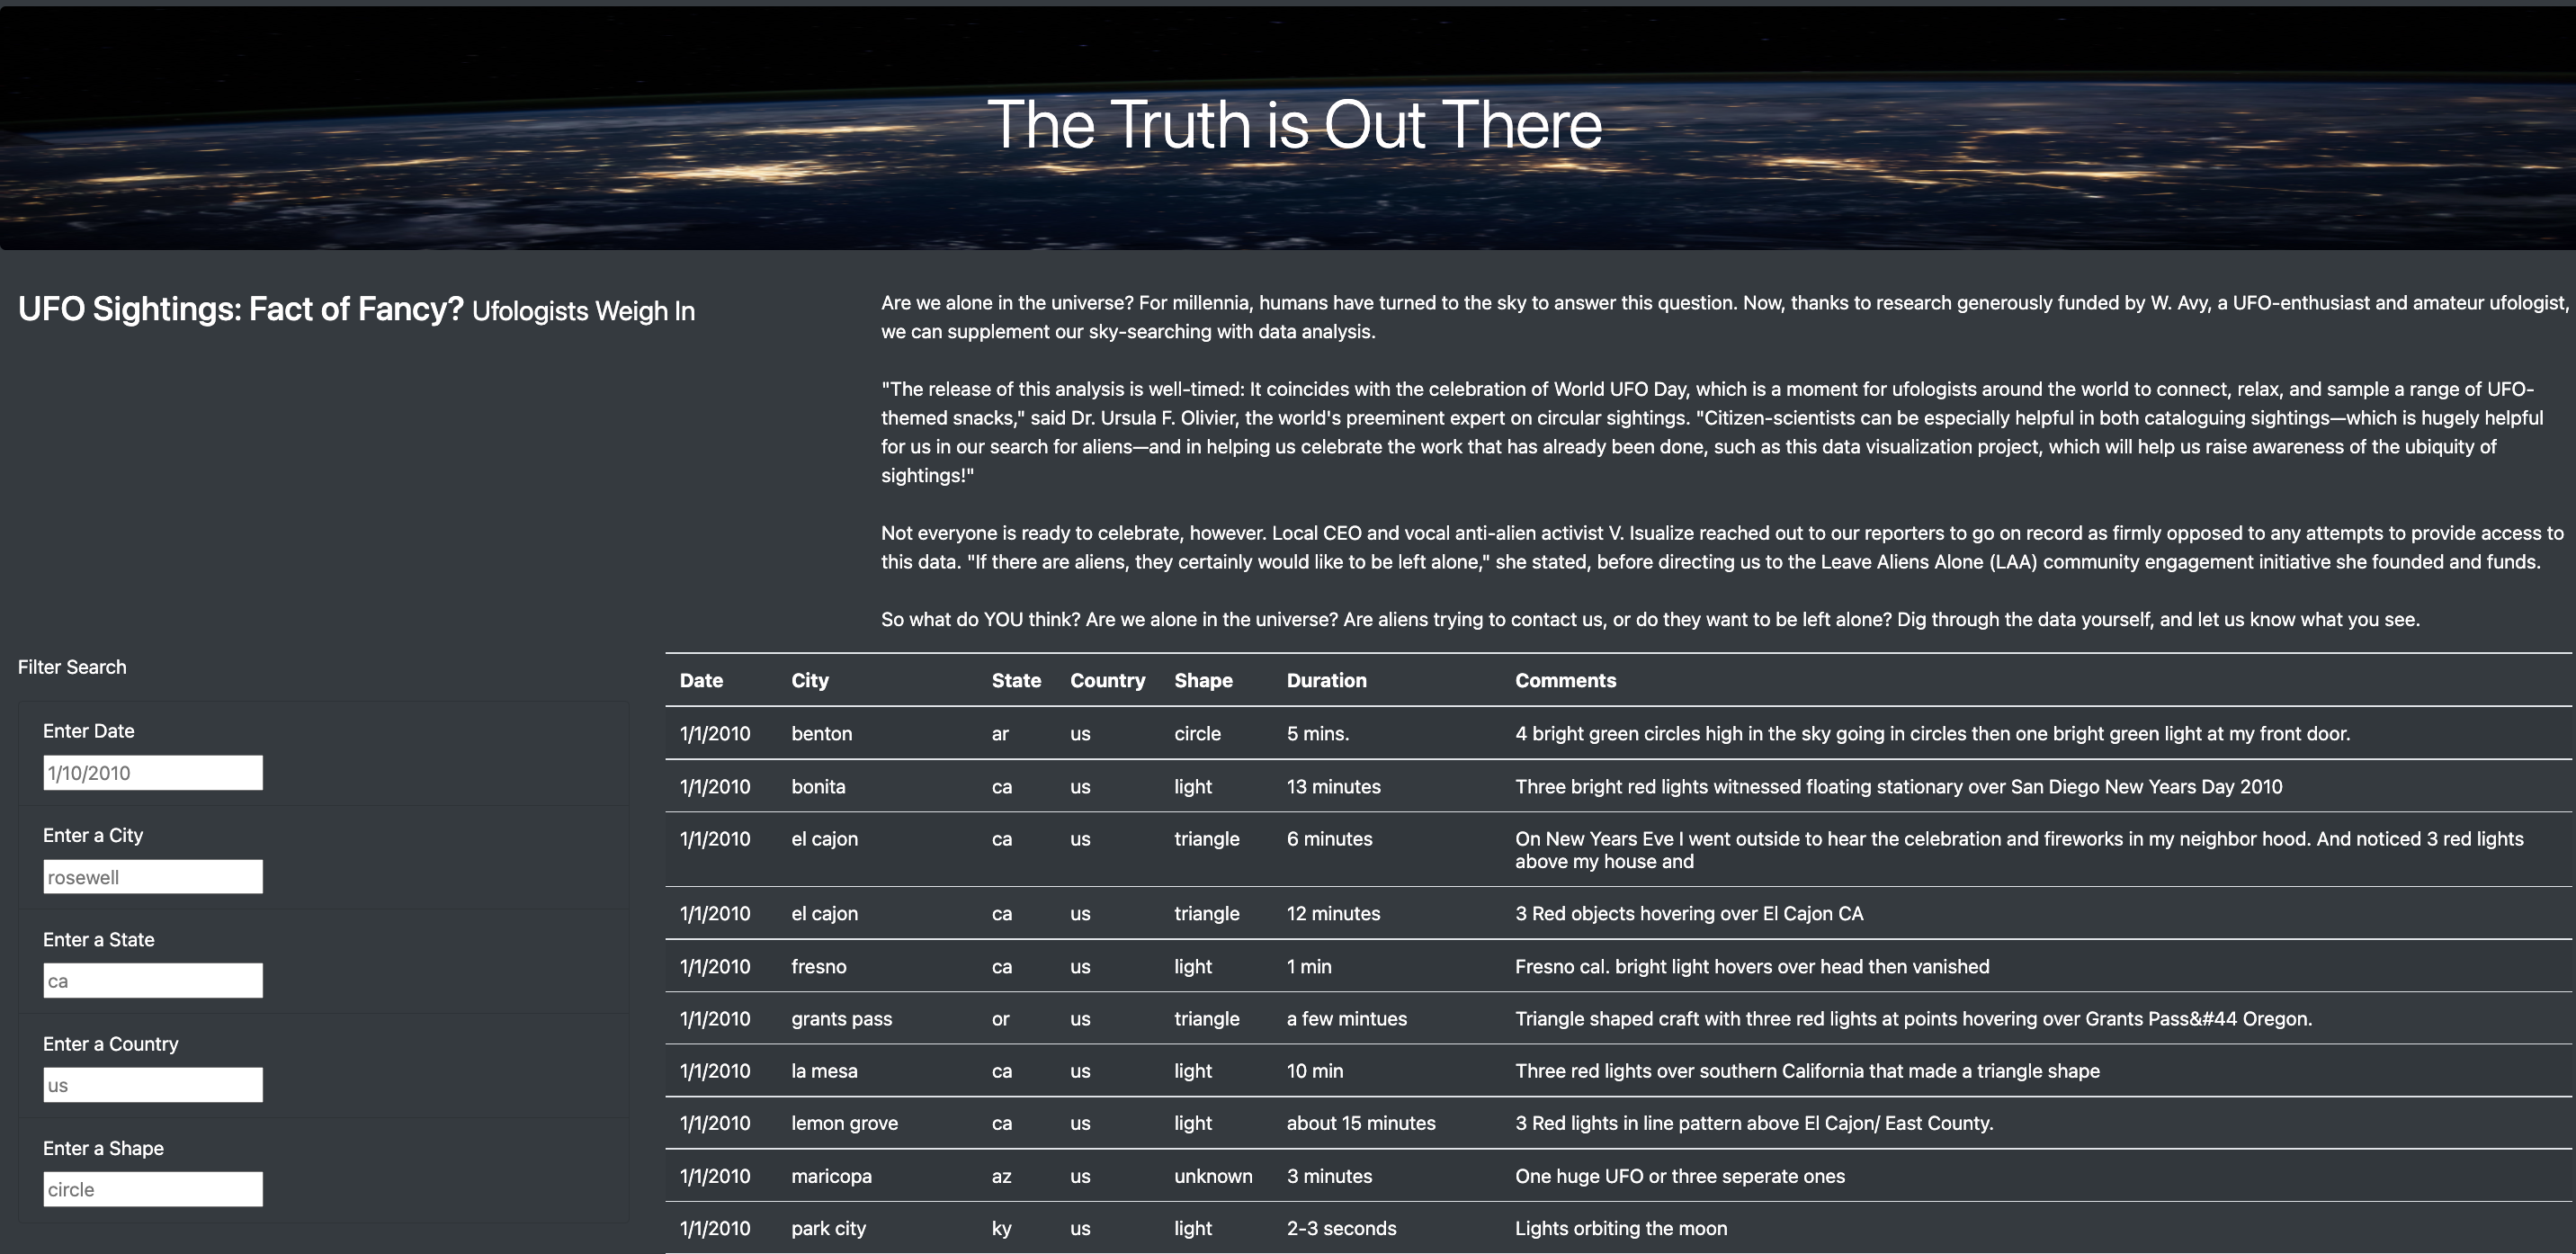 The Truth is Out There
UFO Sightings: Fact of Fancy? Ufologists Weigh In
Are we alone in the universe? For millennia, humans have turned to the sky to answer this question. Now, thanks to research generously funded by W. Avy, a UFO-enthusiast and amateur ufologist,
we can supplement our sky-searching with data analysis.
"The release of this analysis is well-timed: It coincides with the celebration of World UFO Day, which is a moment for ufologists around the world to connect, relax, and sample a range of UFO-
themed snacks," said Dr. Ursula F. Olivier, the world's preeminent expert on circular sightings. "Citizen-scientists can be especially helpful in both cataloguing sightings—which is hugely helpful
for us in our search for aliens—and in helping us celebrate the work that has already been done, such as this data visualization project, which will help us raise awareness of the ubiquity of
sightings!"
Not everyone is ready to celebrate, however. Local CEO and vocal anti-alien activist V. Isualize reached out to our reporters to go on record as firmly opposed to any attempts to provide access to
this data. "If there are aliens, they certainly would like to be left alone," she stated, before directing us to the Leave Aliens Alone (LAA) community engagement initiative she founded and funds.
So what do YOU think? Are we alone in the universe? Are aliens trying to contact us, or do they want to be left alone? Dig through the data yourself, and let us know what you see.
Filter Search
Enter Date
1/10/2010
Enter a City
rosewell
Enter a State
ca
Enter a Country
us
Enter a Shape
circle
Date City State Country Shape Duration Comments
1/1/2010 benton ar us circle 5 mins. 4 bright green circles high in the sky going in circles then one bright green light at my front door.
1/1/2010 bonita ca us light 13 minutes Three bright red lights witnessed floating stationary over San Diego New Years Day 2010
1/1/2010 el cajon ca us triangle 6 minutes On New Years Eve I went outside to hear the celebration and fireworks in my neighbor hood. And noticed 3 red lights
above my house and
1/1/2010 el cajon ca us triangle 12 minutes 3 Red objects hovering over El Cajon CA
1/1/2010 fresno ca us light 1 min Fresno cal. bright light hovers over head then vanished
1/1/2010 grants pass or us triangle a few mintues Triangle shaped craft with three red lights at points hovering over Grants Pass&#44 Oregon.
1/1/2010 la mesa ca us light 10 min Three red lights over southern California that made a triangle shape
1/1/2010 lemon grove ca us light about 15 minutes 3 Red lights in line pattern above El Cajon/ East County.
1/1/2010 maricopa az us unknown 3 minutes One huge UFO or three seperate ones
1/1/2010 park city ky us light 2-3 seconds Lights orbiting the moon